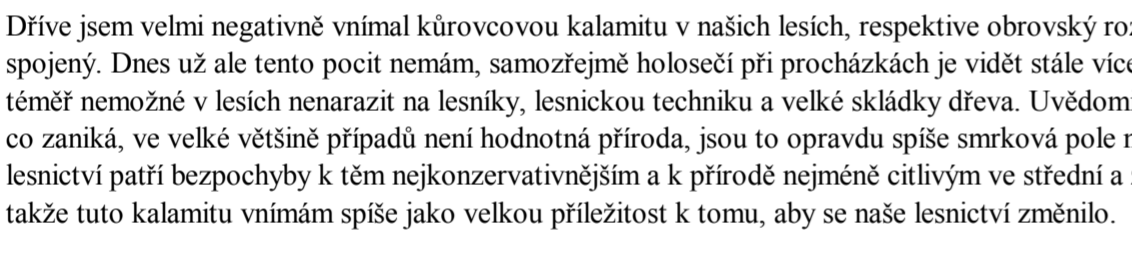 Dříve jsem velmi negativně vnímal kůrovcovou kalamitu v našich lesích, respektive obrovský
spojený. Dnes už ale tento pocit nemám, samozřejmě holosečí při procházkách je vidět stále
téměř nemožné v lesích nenarazit na lesníky, lesnickou techniku a velké skládky dřeva.
co zaniká, ve velké většině případů není hodnotná příroda, jsou to opravdu spíše smrková pole
lesnictví patří bezpochyby k těm nejkonzervativnějším a k přírodě nejméně citlivým ve střední a
takže tuto kalamitu vnímám spíše jako velkou příležitost k tomu, aby se naše lesnictví změnilo.